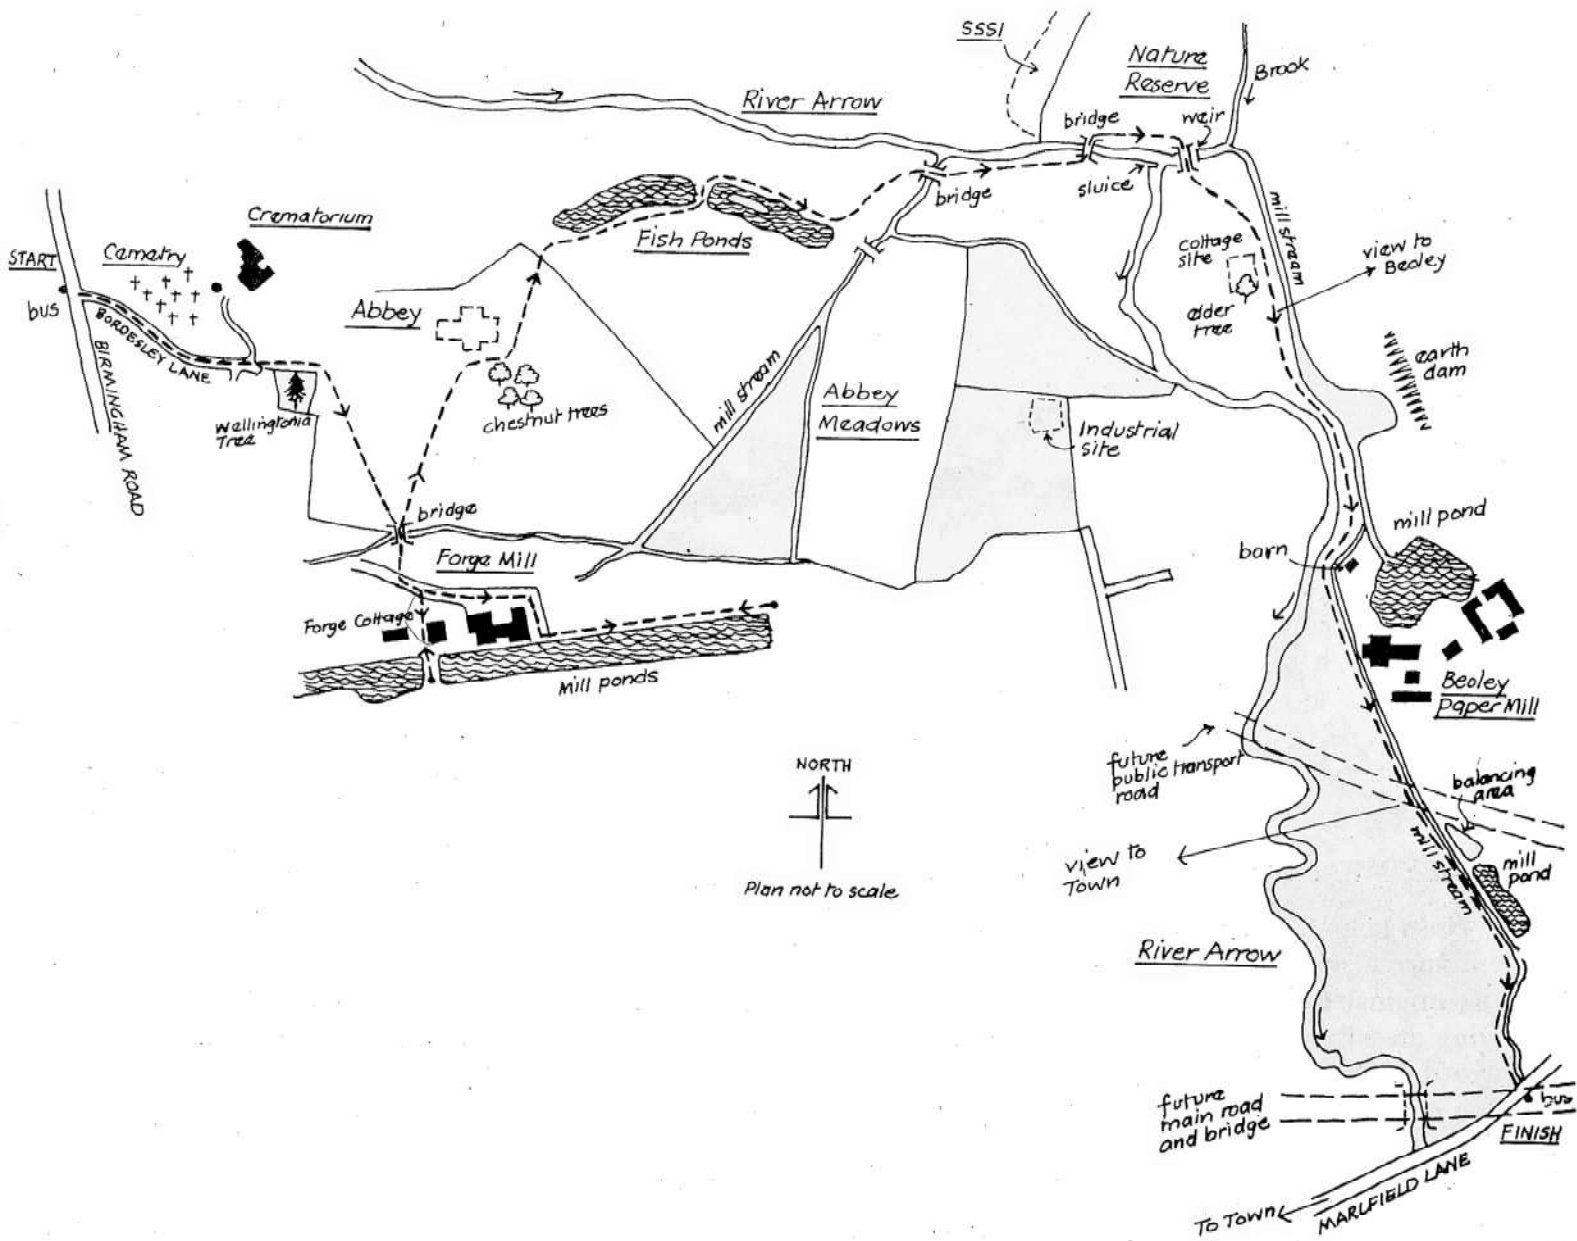 SSSI
Nature
Reserve
Brook
River Arrow
bridge
weir
sluice
bridge
mill stream
view to
Beoley
cottage
site
elder
tree
earth
dam
Crematorium
Cemetry
START
bus
BORDESLEY LANE
BIRMINGHAM ROAD
Wellingtonia
Tree
Fish Ponds
Abbey
chestnut trees
mill stream
Abbey
Meadows
Industrial
site
bridge
Forge Mill
Forge Cottage
Mill ponds
mill pond
barn
Beoley
Paper Mill
future
public transport
road
balancing
area
mill
pond
mill stream
view to
Town
NORTH
Plan not to scale
River Arrow
future
main road
and bridge
bus
FINISH
MARLFIELD LANE
To Town